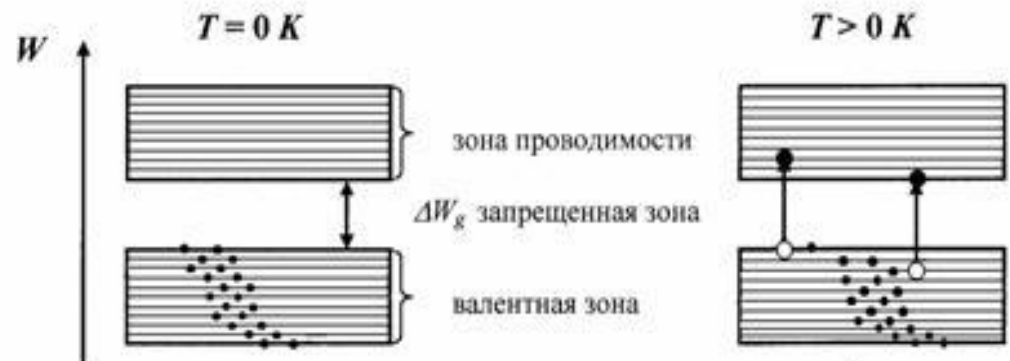 T = 0 K
T > 0 K
W
зона проводимости
ΔW_g запрещенная зона
валентная зона